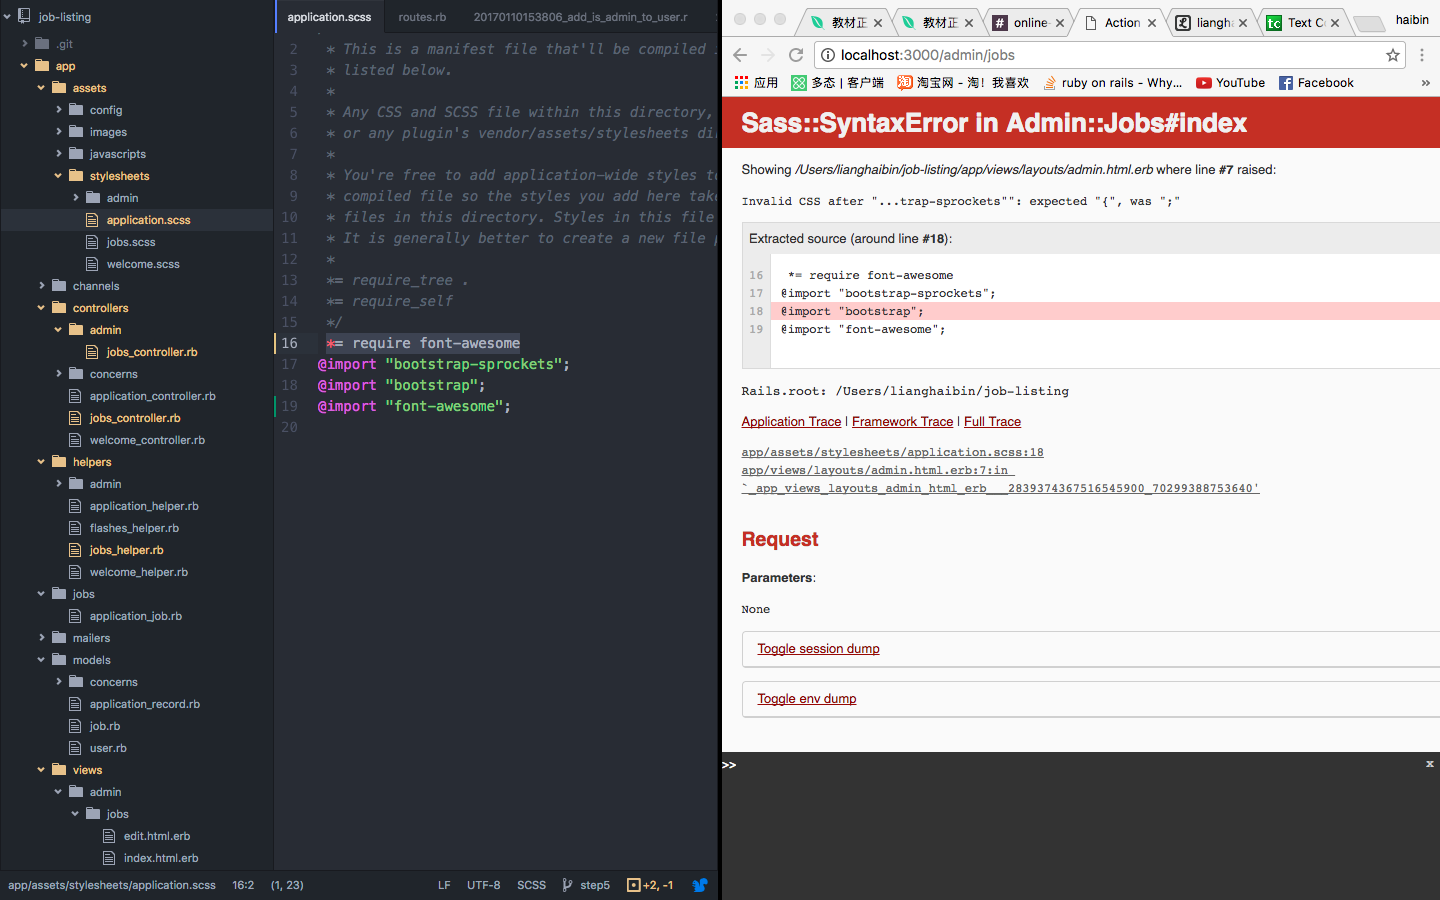 job-listing
.git
app
assets
config
images
javascripts
stylesheets
admin
application.scss
jobs.scss
welcome.scss
channels
controllers
admin
jobs_controller.rb
concerns
application_controller.rb
jobs_controller.rb
welcome_controller.rb
helpers
admin
application_helper.rb
flashes_helper.rb
jobs_helper.rb
welcome_helper.rb
jobs
application_job.rb
mailers
models
concerns
application_record.rb
job.rb
user.rb
views
admin
jobs
edit.html.erb
index.html.erb
application.scss routes.rb 20170110153806_add_is_admin_to_user.r
2 * This is a manifest file that'll be compiled
3 * listed below.
4 *
5 * Any CSS and SCSS file within this directory,
6 * or any plugin's vendor/assets/stylesheets di
7 *
8 * You're free to add application-wide styles to
9 * compiled file so the styles you add here take
10 * files in this directory. Styles in this file
11 * It is generally better to create a new file
12 *
13 *= require_tree .
14 *= require_self
15 */
16 *= require font-awesome
17 @import "bootstrap-sprockets";
18 @import "bootstrap";
19 @import "font-awesome";
20
app/assets/stylesheets/application.scss 16:2 (1, 23) LF UTF-8 SCSS step5 +2, -1
教材正 教材正 online- Action liangha Text C haibin
localhost:3000/admin/jobs
应用 多态 | 客户端 淘宝网 - 淘！我喜欢 ruby on rails - Why... YouTube Facebook »
Sass::SyntaxError in Admin::Jobs#index
Showing /Users/lianghaibin/job-listing/app/views/layouts/admin.html.erb where line #7 raised:
Invalid CSS after "...trap-sprockets"": expected "{", was ";"
Extracted source (around line #18):
16 *= require font-awesome
17 @import "bootstrap-sprockets";
18 @import "bootstrap";
19 @import "font-awesome";
Rails.root: /Users/lianghaibin/job-listing
Application Trace | Framework Trace | Full Trace
app/assets/stylesheets/application.scss:18
app/views/layouts/admin.html.erb:7:in
`_app_views_layouts_admin_html_erb___2839374367516545900_70299388753640'
Request
Parameters:
None
Toggle session dump
Toggle env dump
>> x